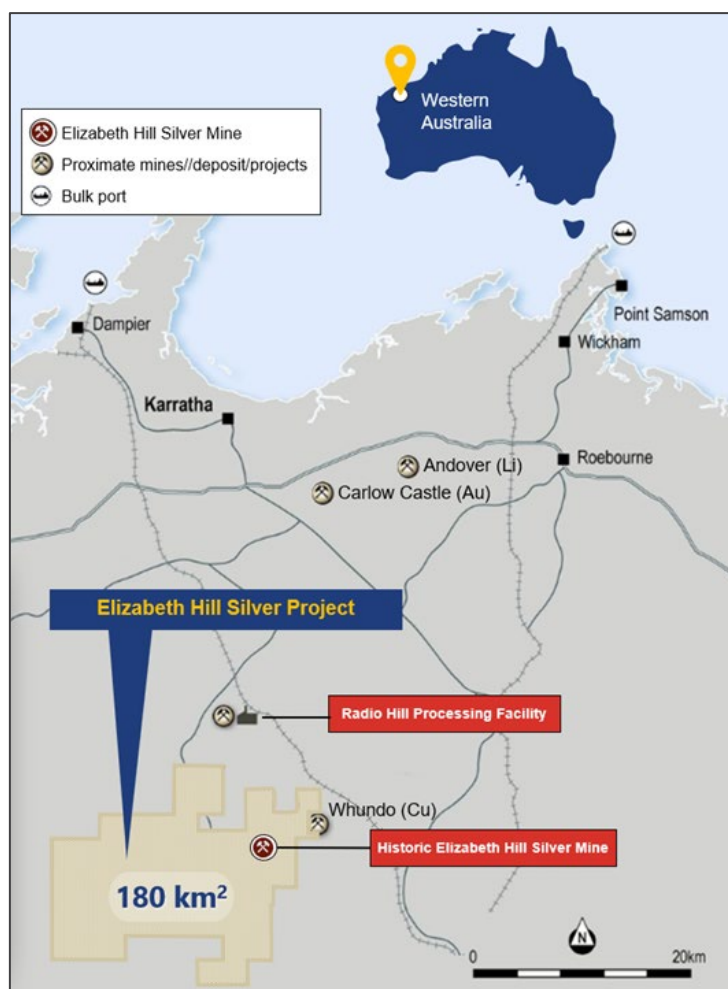 Western
Australia
Elizabeth Hill Silver Mine
Proximate mines//deposit/projects
Bulk port
Dampier
Point Samson
Wickham
Karratha
Roebourne
Andover (Li)
Carlow Castle (Au)
Elizabeth Hill Silver Project
Radio Hill Processing Facility
Whundo (Cu)
Historic Elizabeth Hill Silver Mine
180 km²
N
0 20km